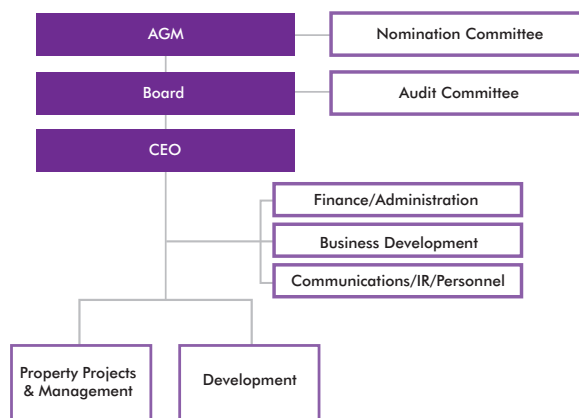 AGM
Nomination Committee
Board
Audit Committee
CEO
Finance/Administration
Business Development
Communications/IR/Personnel
Property Projects
& Management
Development